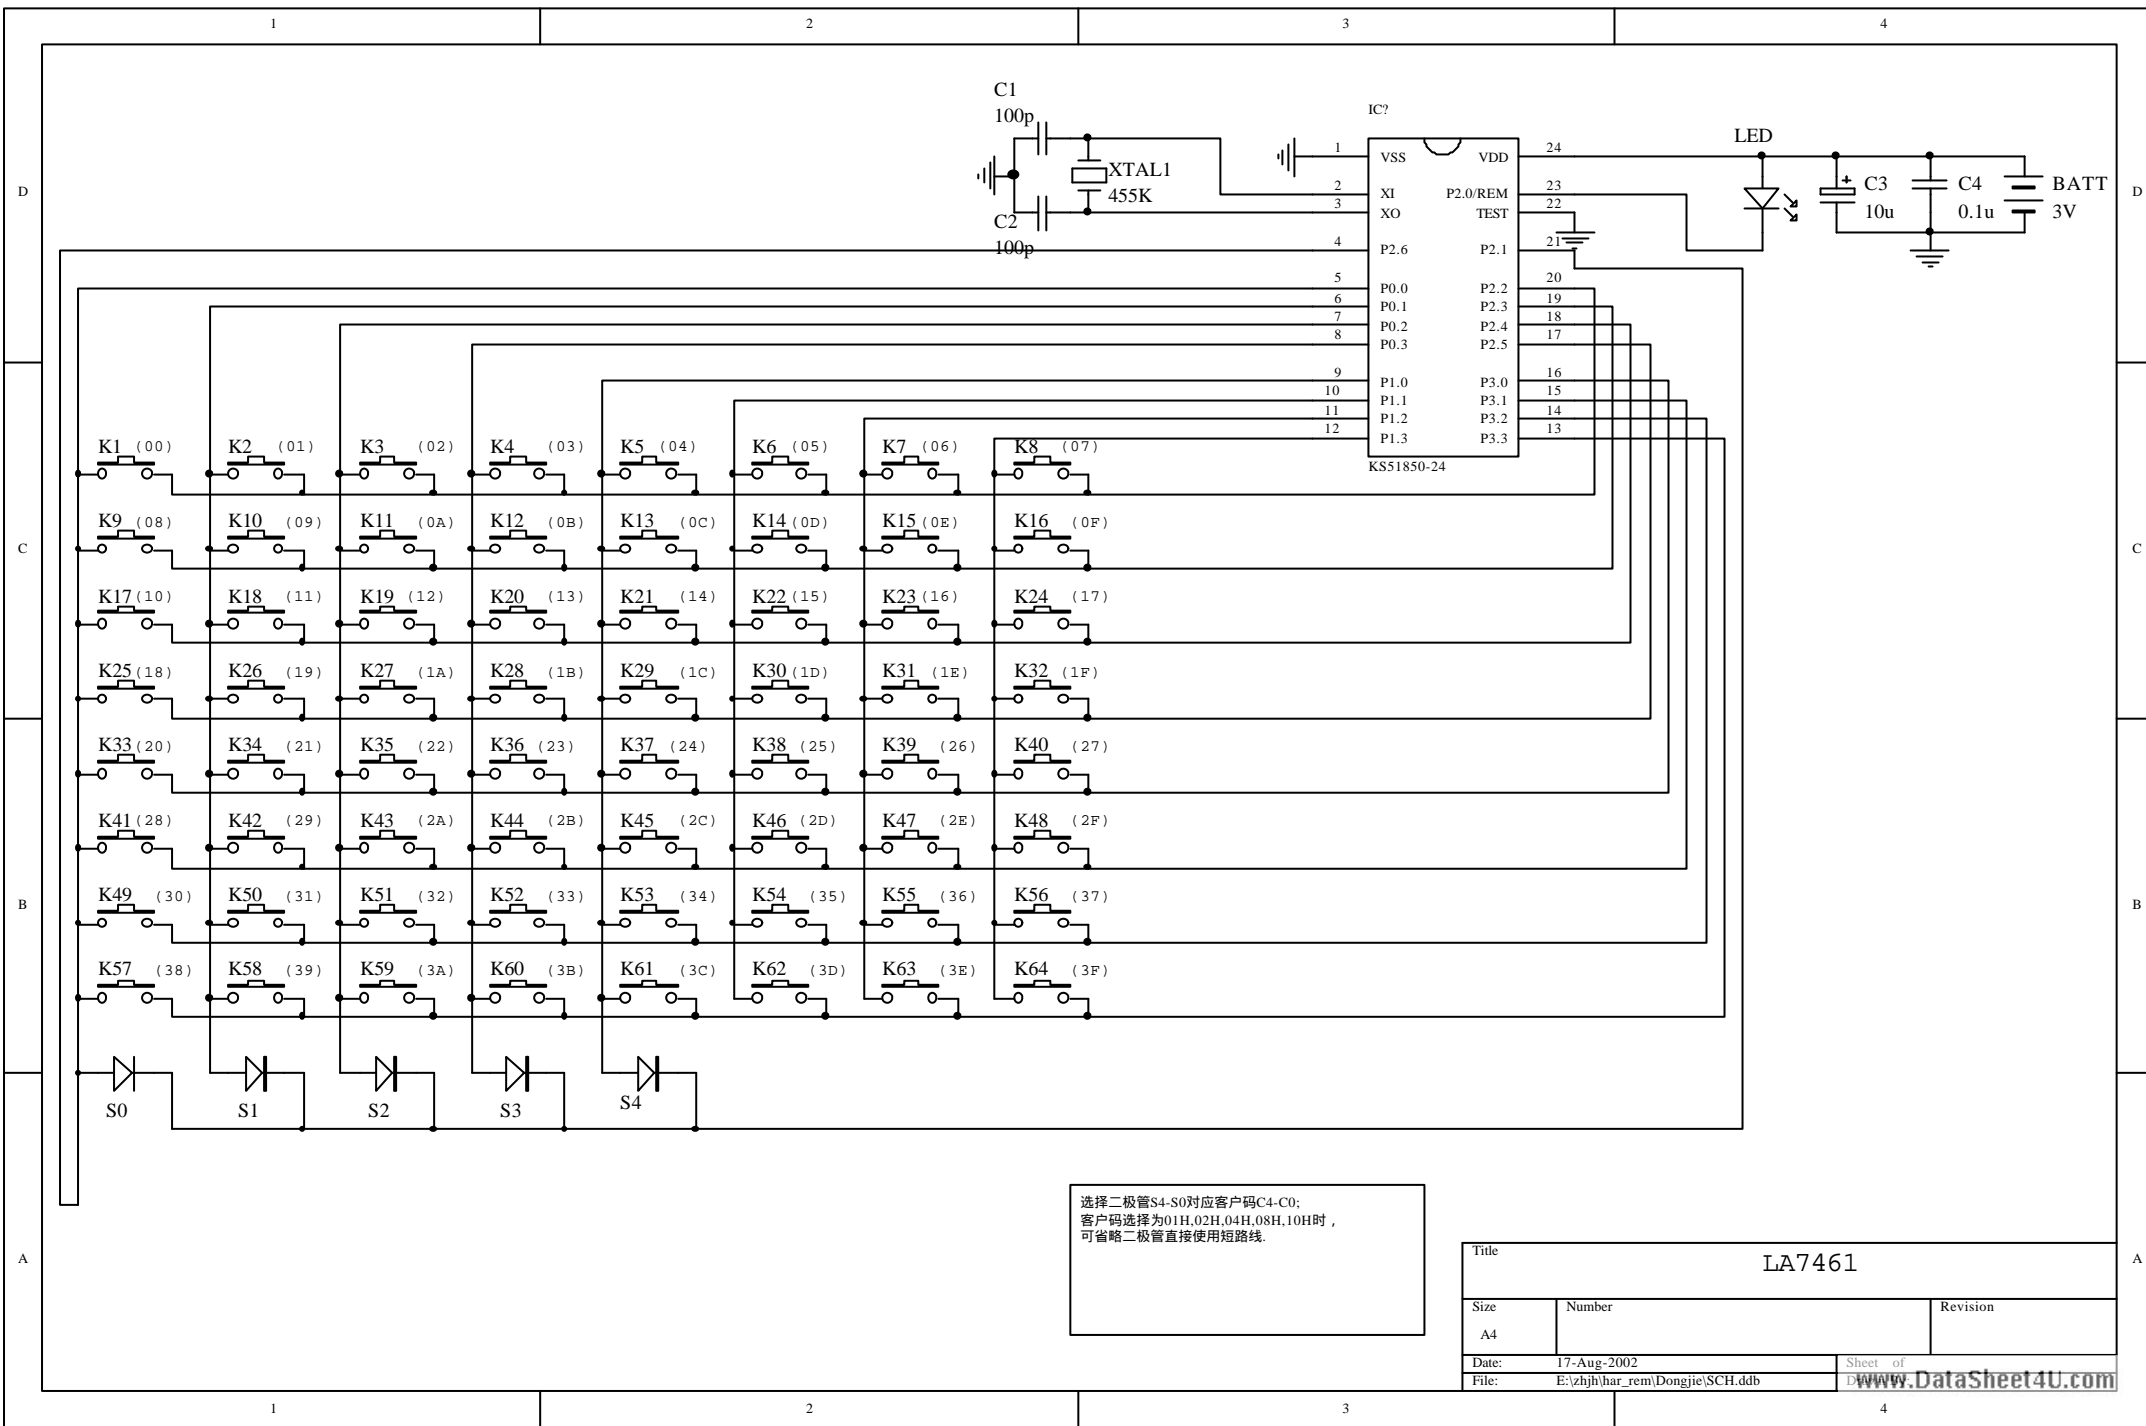 1 2 3 4
C1
100p
IC?
LED
1 VSS VDD 24
D XTAL1 2 XI P2.0/REM 23 C3 C4 BATT D
455K 3 XO TEST 22 + 10u 0.1u 3V
C2
100p
4 P2.6 P2.1 21
5 P0.0 P2.2 20
6 P0.1 P2.3 19
7 P0.2 P2.4 18
8 P0.3 P2.5 17
9 P1.0 P3.0 16
10 P1.1 P3.1 15
11 P1.2 P3.2 14
12 P1.3 P3.3 13
KS51850-24
K1 (00) K2 (01) K3 (02) K4 (03) K5 (04) K6 (05) K7 (06) K8 (07)
K9 (08) K10 (09) K11 (0A) K12 (0B) K13 (0C) K14 (0D) K15 (0E) K16 (0F)
C C
K17 (10) K18 (11) K19 (12) K20 (13) K21 (14) K22 (15) K23 (16) K24 (17)
K25 (18) K26 (19) K27 (1A) K28 (1B) K29 (1C) K30 (1D) K31 (1E) K32 (1F)
K33 (20) K34 (21) K35 (22) K36 (23) K37 (24) K38 (25) K39 (26) K40 (27)
K41 (28) K42 (29) K43 (2A) K44 (2B) K45 (2C) K46 (2D) K47 (2E) K48 (2F)
K49 (30) K50 (31) K51 (32) K52 (33) K53 (34) K54 (35) K55 (36) K56 (37)
B B
K57 (38) K58 (39) K59 (3A) K60 (3B) K61 (3C) K62 (3D) K63 (3E) K64 (3F)
S0 S1 S2 S3 S4
选择二极管S4-S0对应客户码C4-C0;
客户码选择为01H,02H,04H,08H,10H时，
可省略二极管直接使用短路线.
A A
Title
LA7461
Size Number Revision
A4
Date: 17-Aug-2002 Sheet of
File: E:\zhjh\har_rem\Dongjie\SCH.ddb
www.DataSheet4U.com
1 2 3 4